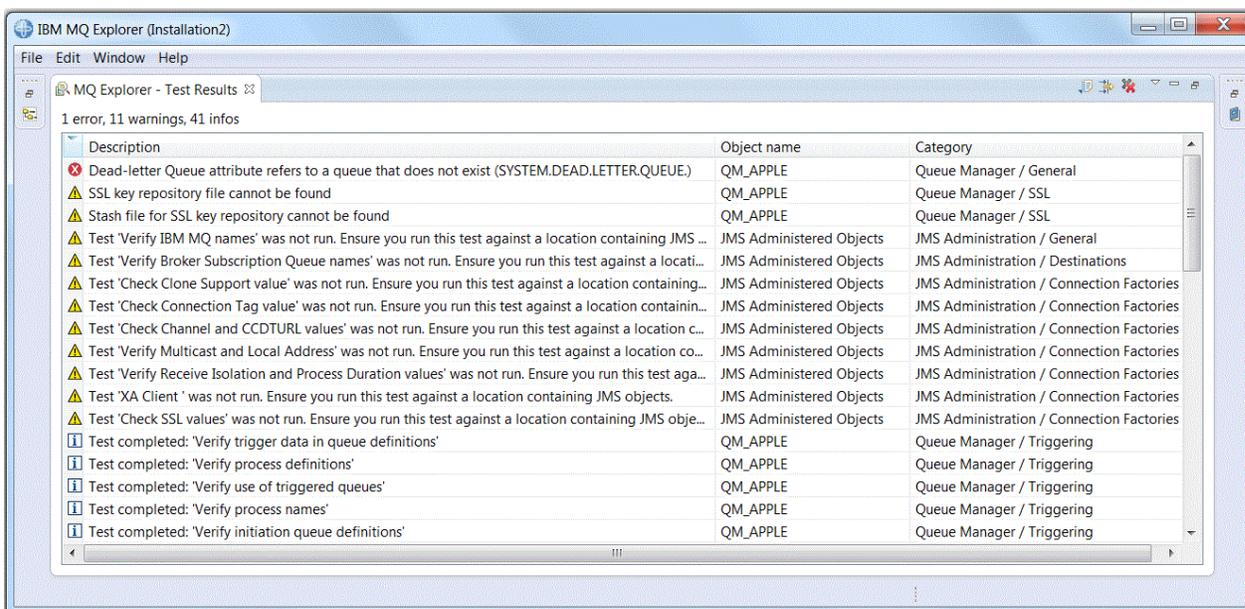 IBM MQ Explorer (Installation2)
File Edit Window Help
MQ Explorer - Test Results
1 error, 11 warnings, 41 infos
Description Object name Category
Dead-letter Queue attribute refers to a queue that does not exist (SYSTEM.DEAD.LETTER.QUEUE.) QM_APPLE Queue Manager / General
SSL key repository file cannot be found QM_APPLE Queue Manager / SSL
Stash file for SSL key repository cannot be found QM_APPLE Queue Manager / SSL
Test 'Verify IBM MQ names' was not run. Ensure you run this test against a location containing JMS ... JMS Administered Objects JMS Administration / General
Test 'Verify Broker Subscription Queue names' was not run. Ensure you run this test against a locati... JMS Administered Objects JMS Administration / Destinations
Test 'Check Clone Support value' was not run. Ensure you run this test against a location containing... JMS Administered Objects JMS Administration / Connection Factories
Test 'Check Connection Tag value' was not run. Ensure you run this test against a location containin... JMS Administered Objects JMS Administration / Connection Factories
Test 'Check Channel and CCDTURL values' was not run. Ensure you run this test against a location c... JMS Administered Objects JMS Administration / Connection Factories
Test 'Verify Multicast and Local Address' was not run. Ensure you run this test against a location co... JMS Administered Objects JMS Administration / Connection Factories
Test 'Verify Receive Isolation and Process Duration values' was not run. Ensure you run this test aga... JMS Administered Objects JMS Administration / Connection Factories
Test 'XA Client ' was not run. Ensure you run this test against a location containing JMS objects. JMS Administered Objects JMS Administration / Connection Factories
Test 'Check SSL values' was not run. Ensure you run this test against a location containing JMS obje... JMS Administered Objects JMS Administration / Connection Factories
Test completed: 'Verify trigger data in queue definitions' QM_APPLE Queue Manager / Triggering
Test completed: 'Verify process definitions' QM_APPLE Queue Manager / Triggering
Test completed: 'Verify use of triggered queues' QM_APPLE Queue Manager / Triggering
Test completed: 'Verify process names' QM_APPLE Queue Manager / Triggering
Test completed: 'Verify initiation queue definitions' QM_APPLE Queue Manager / Triggering